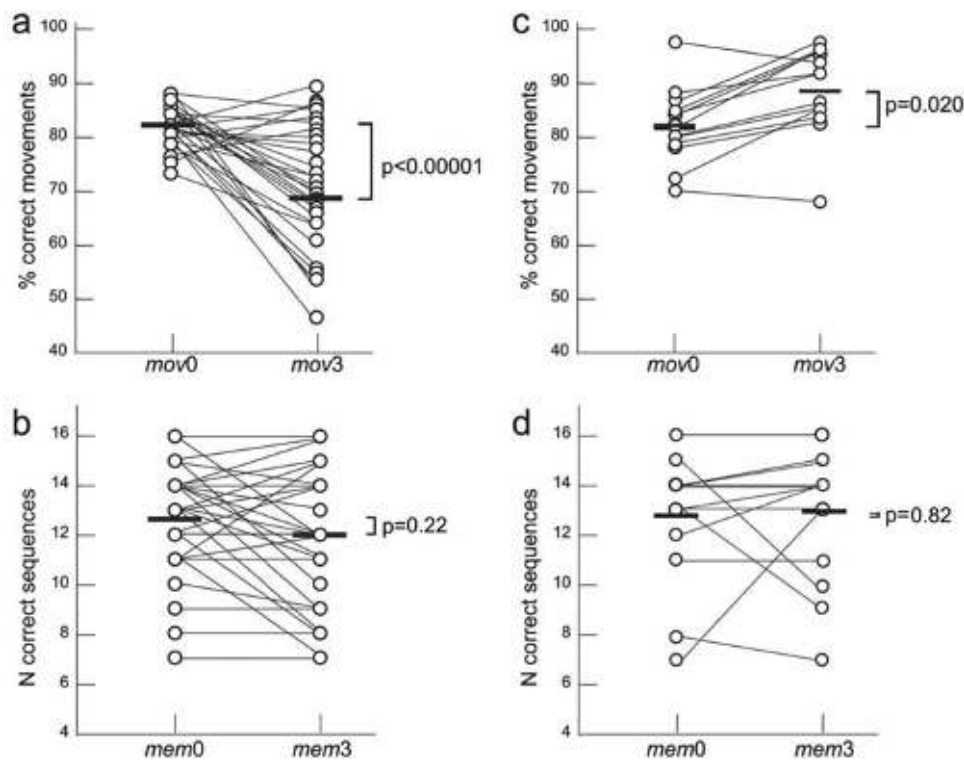 a
% correct movements
100
90
80
70
60
50
40
p<0.00001
mov0 mov3
c
% correct movements
100
90
80
70
60
50
40
p=0.020
mov0 mov3
b
N correct sequences
16
14
12
10
8
6
4
p=0.22
mem0 mem3
d
N correct sequences
16
14
12
10
8
6
4
p=0.82
mem0 mem3